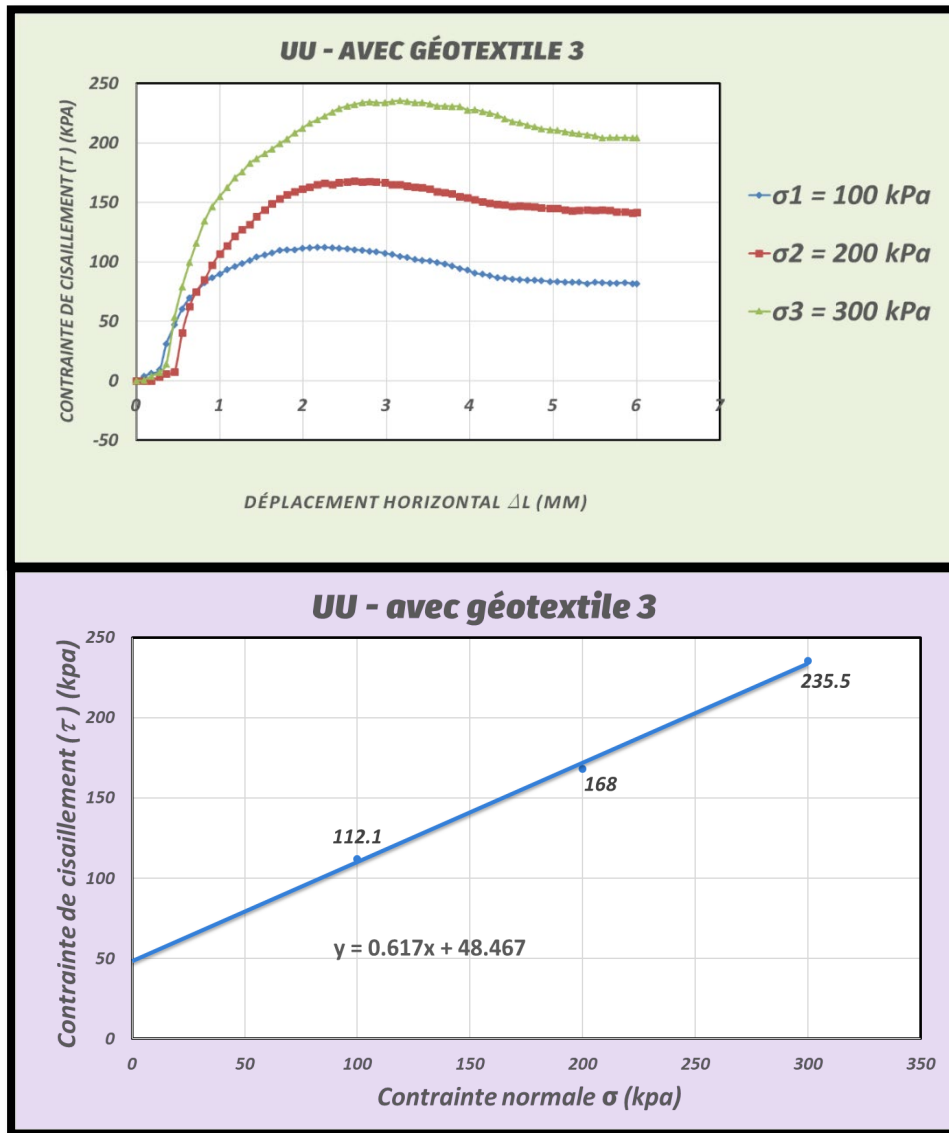 UU - AVEC GÉOTEXTILE 3
CONTRAINTE DE CISAILLEMENT (T) (KPA)
250
200
150
100
50
0
-50
0 1 2 3 4 5 6 7
DÉPLACEMENT HORIZONTAL ΔL (MM)
σ1 = 100 kPa
σ2 = 200 kPa
σ3 = 300 kPa
UU - avec géotextile 3
Contrainte de cisaillement (τ) (kpa)
250
200
150
100
50
0
112.1
168
235.5
y = 0.617x + 48.467
0 50 100 150 200 250 300 350
Contrainte normale σ (kpa)